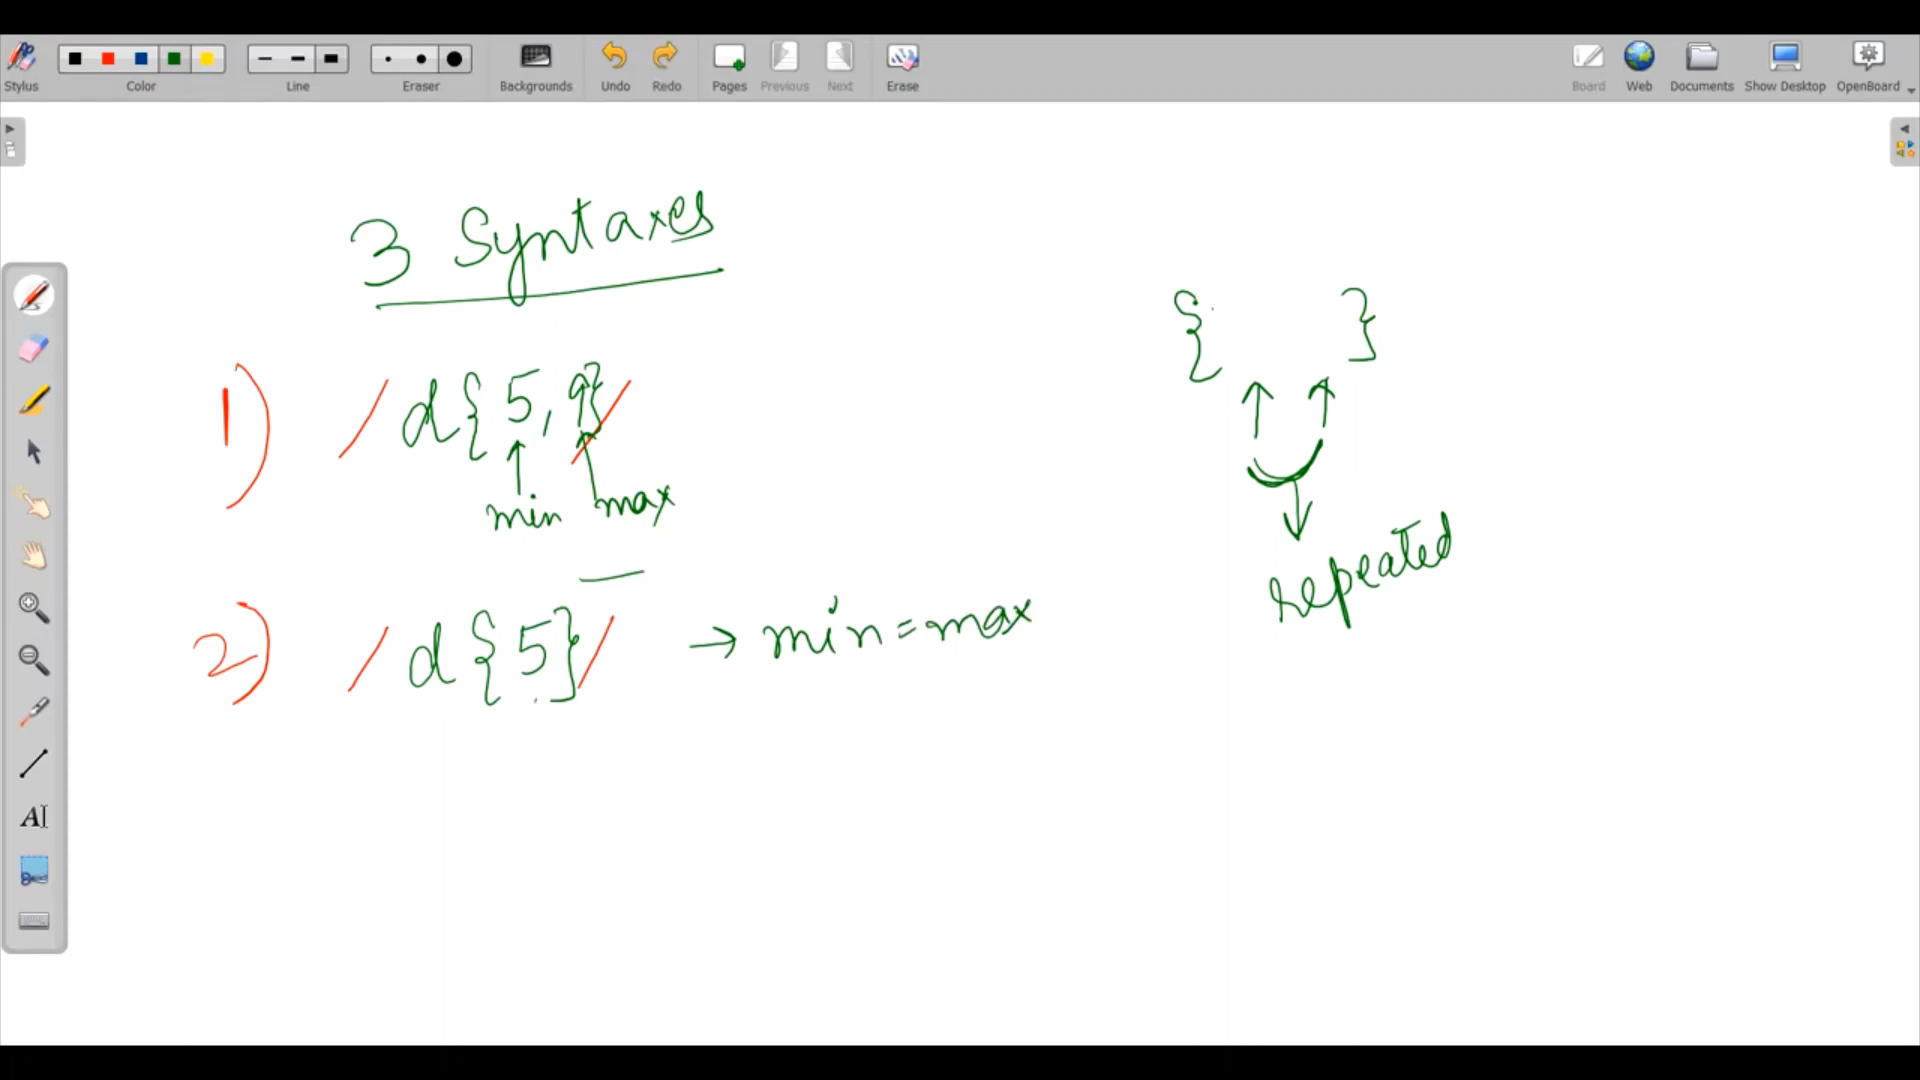 Stylus Color Line Eraser Backgrounds Undo Redo Pages Previous Next Erase Board Web Documents Show Desktop OpenBoard
3 Syntaxes
{ }
1) / d{5,9}/
min max
repeated
2) / d{5}/ → min=max